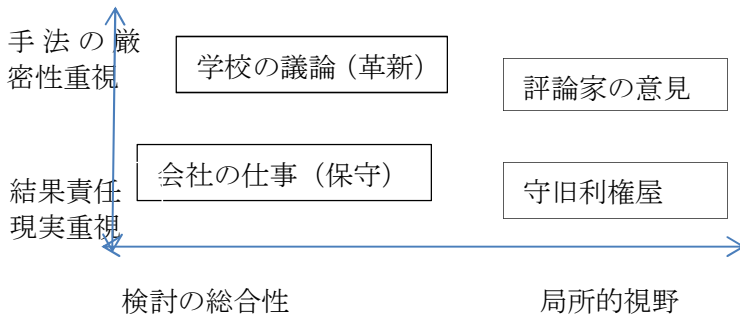 手法の厳
密性重視
学校の議論（革新）
評論家の意見
会社の仕事（保守）
守旧利権屋
結果責任
現実重視
検討の総合性
局所的視野